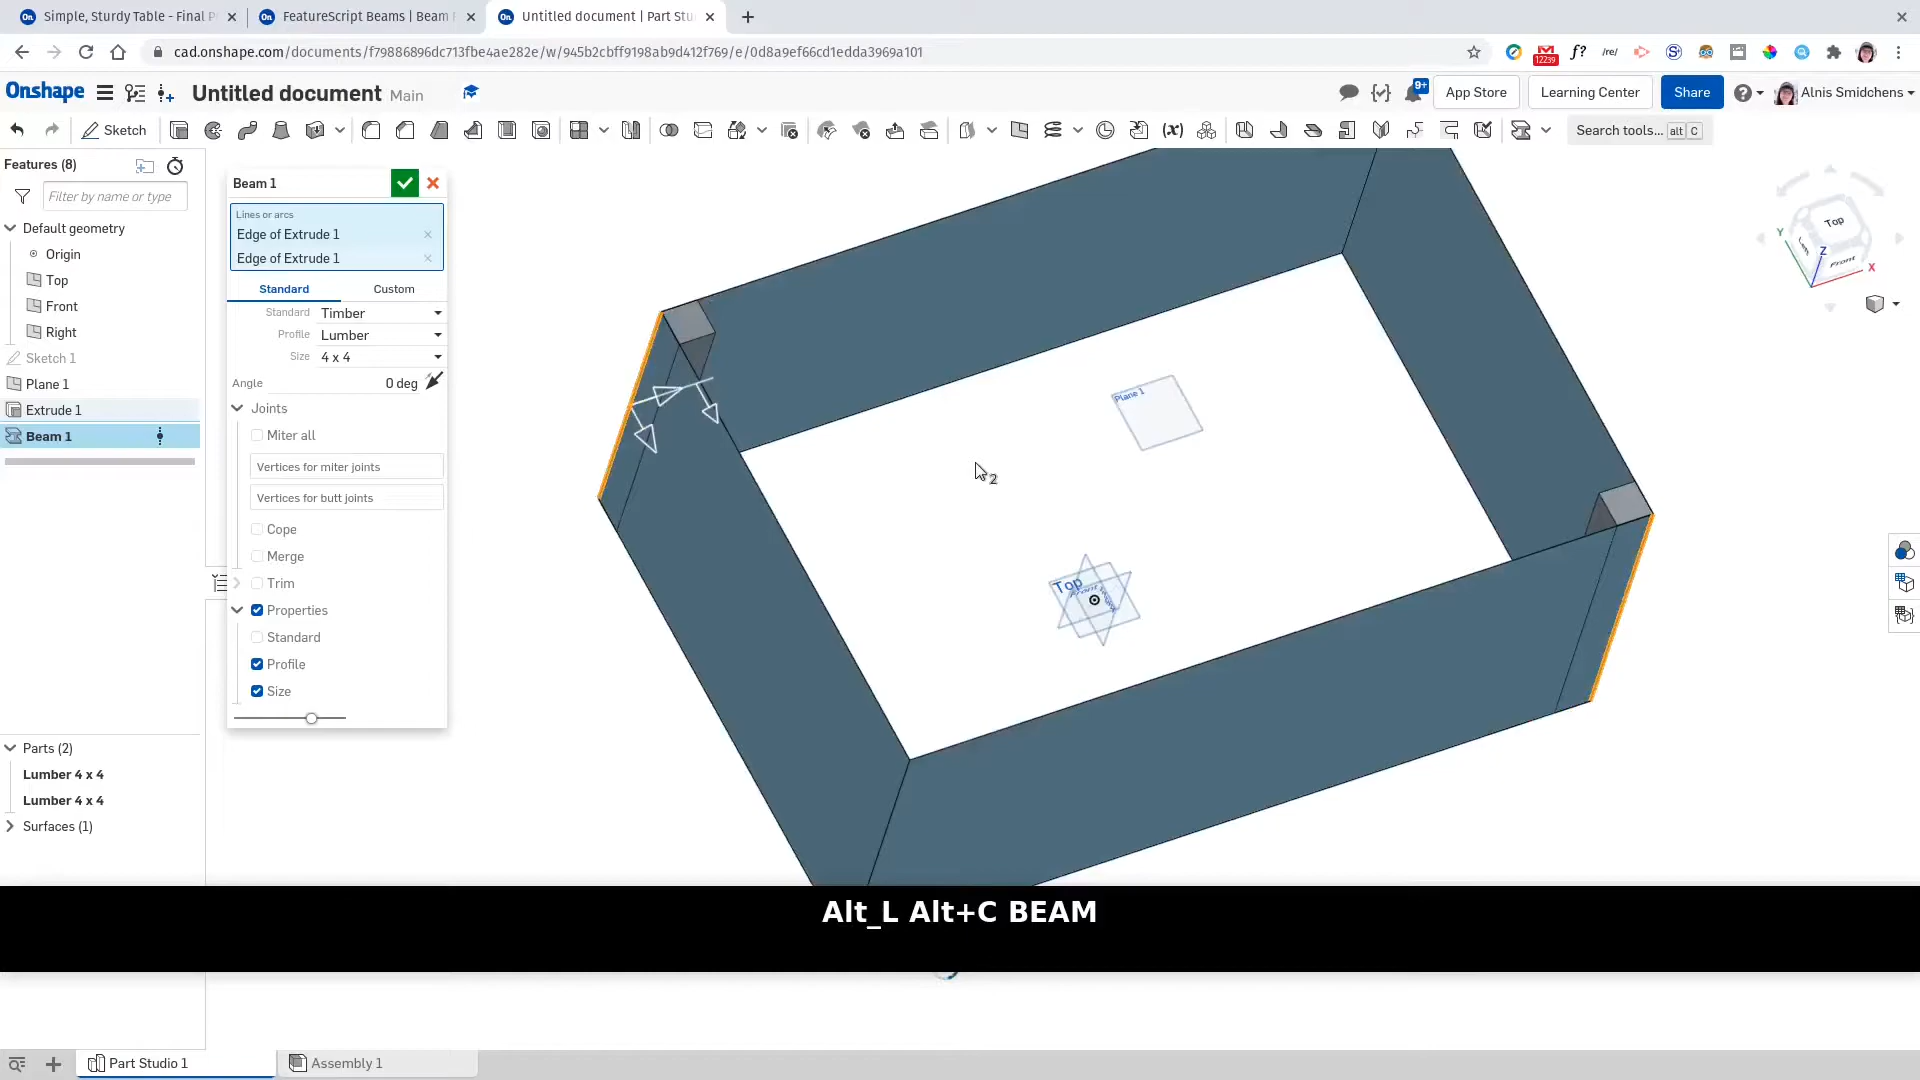 Simple, Sturdy Table - Final P
FeatureScript Beams | Beam F
Untitled document | Part Stu
cad.onshape.com/documents/f79886896dc713fbe4ae282e/w/945b2cbff9198ab9d412f769/e/0d8a9ef66cd1edda3969a101
12239
f?
/re/
Onshape
Untitled document Main
9+
App Store
Learning Center
Share
Alnis Smidchens
Sketch
(x)
Search tools... alt C
Features (8)
Filter by name or type
Default geometry
Origin
Top
Front
Right
Sketch 1
Plane 1
Extrude 1
Beam 1
Parts (2)
Lumber 4 x 4
Lumber 4 x 4
Surfaces (1)
Beam 1
Lines or arcs
Edge of Extrude 1
Edge of Extrude 1
Standard Custom
Standard Timber
Profile Lumber
Size 4 x 4
Angle 0 deg
Joints
Miter all
Vertices for miter joints
Vertices for butt joints
Cope
Merge
Trim
Properties
Standard
Profile
Size
Plane 1
2
Top
Top
Front
Y
Z
X
Alt_L Alt+C BEAM
Part Studio 1
Assembly 1